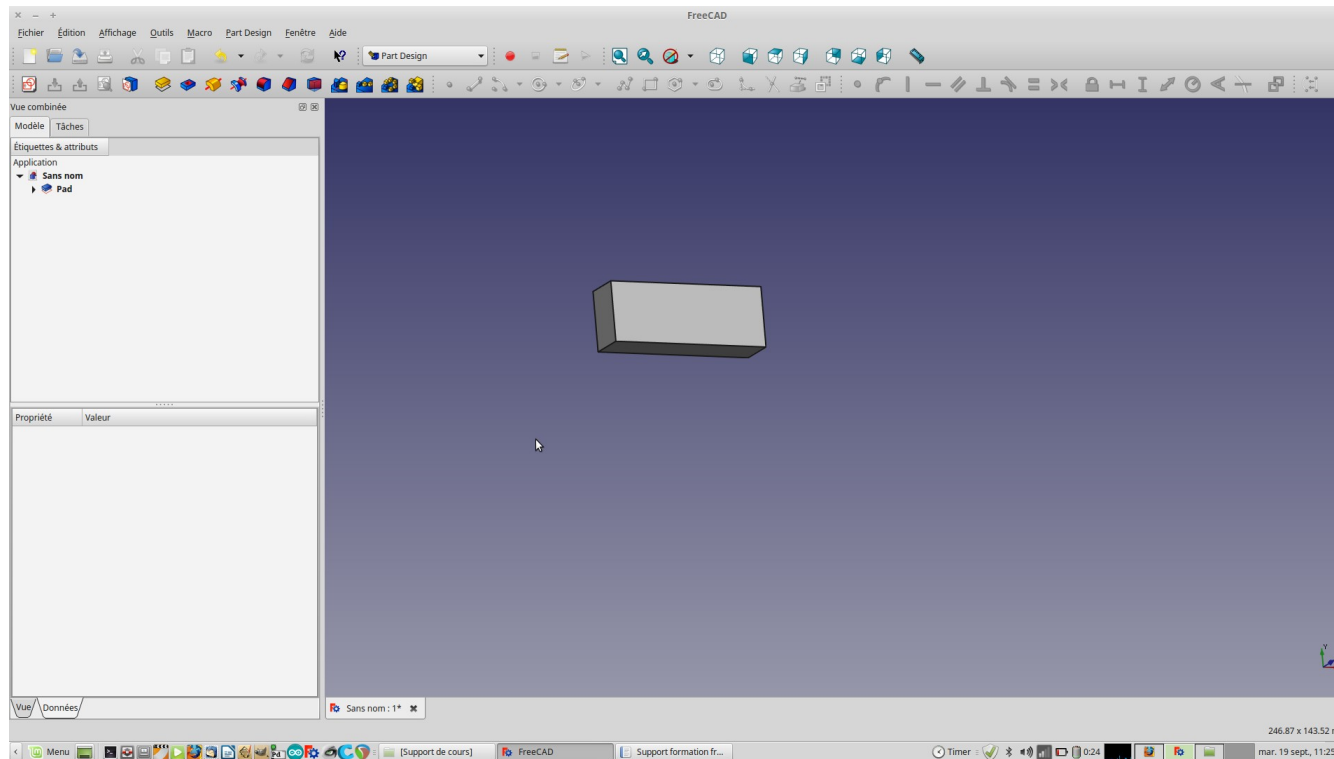 FreeCAD
Fichier Édition Affichage Outils Macro Part Design Fenêtre Aide
Part Design
Vue combinée
Modèle Tâches
Étiquettes & attributs
Application
Sans nom
Pad
Propriété Valeur
Y
Vue Données
Sans nom : 1*
246.87 x 143.52
Menu [Support de cours] FreeCAD Support formation fr... Timer 0:24 mar. 19 sept., 11:25